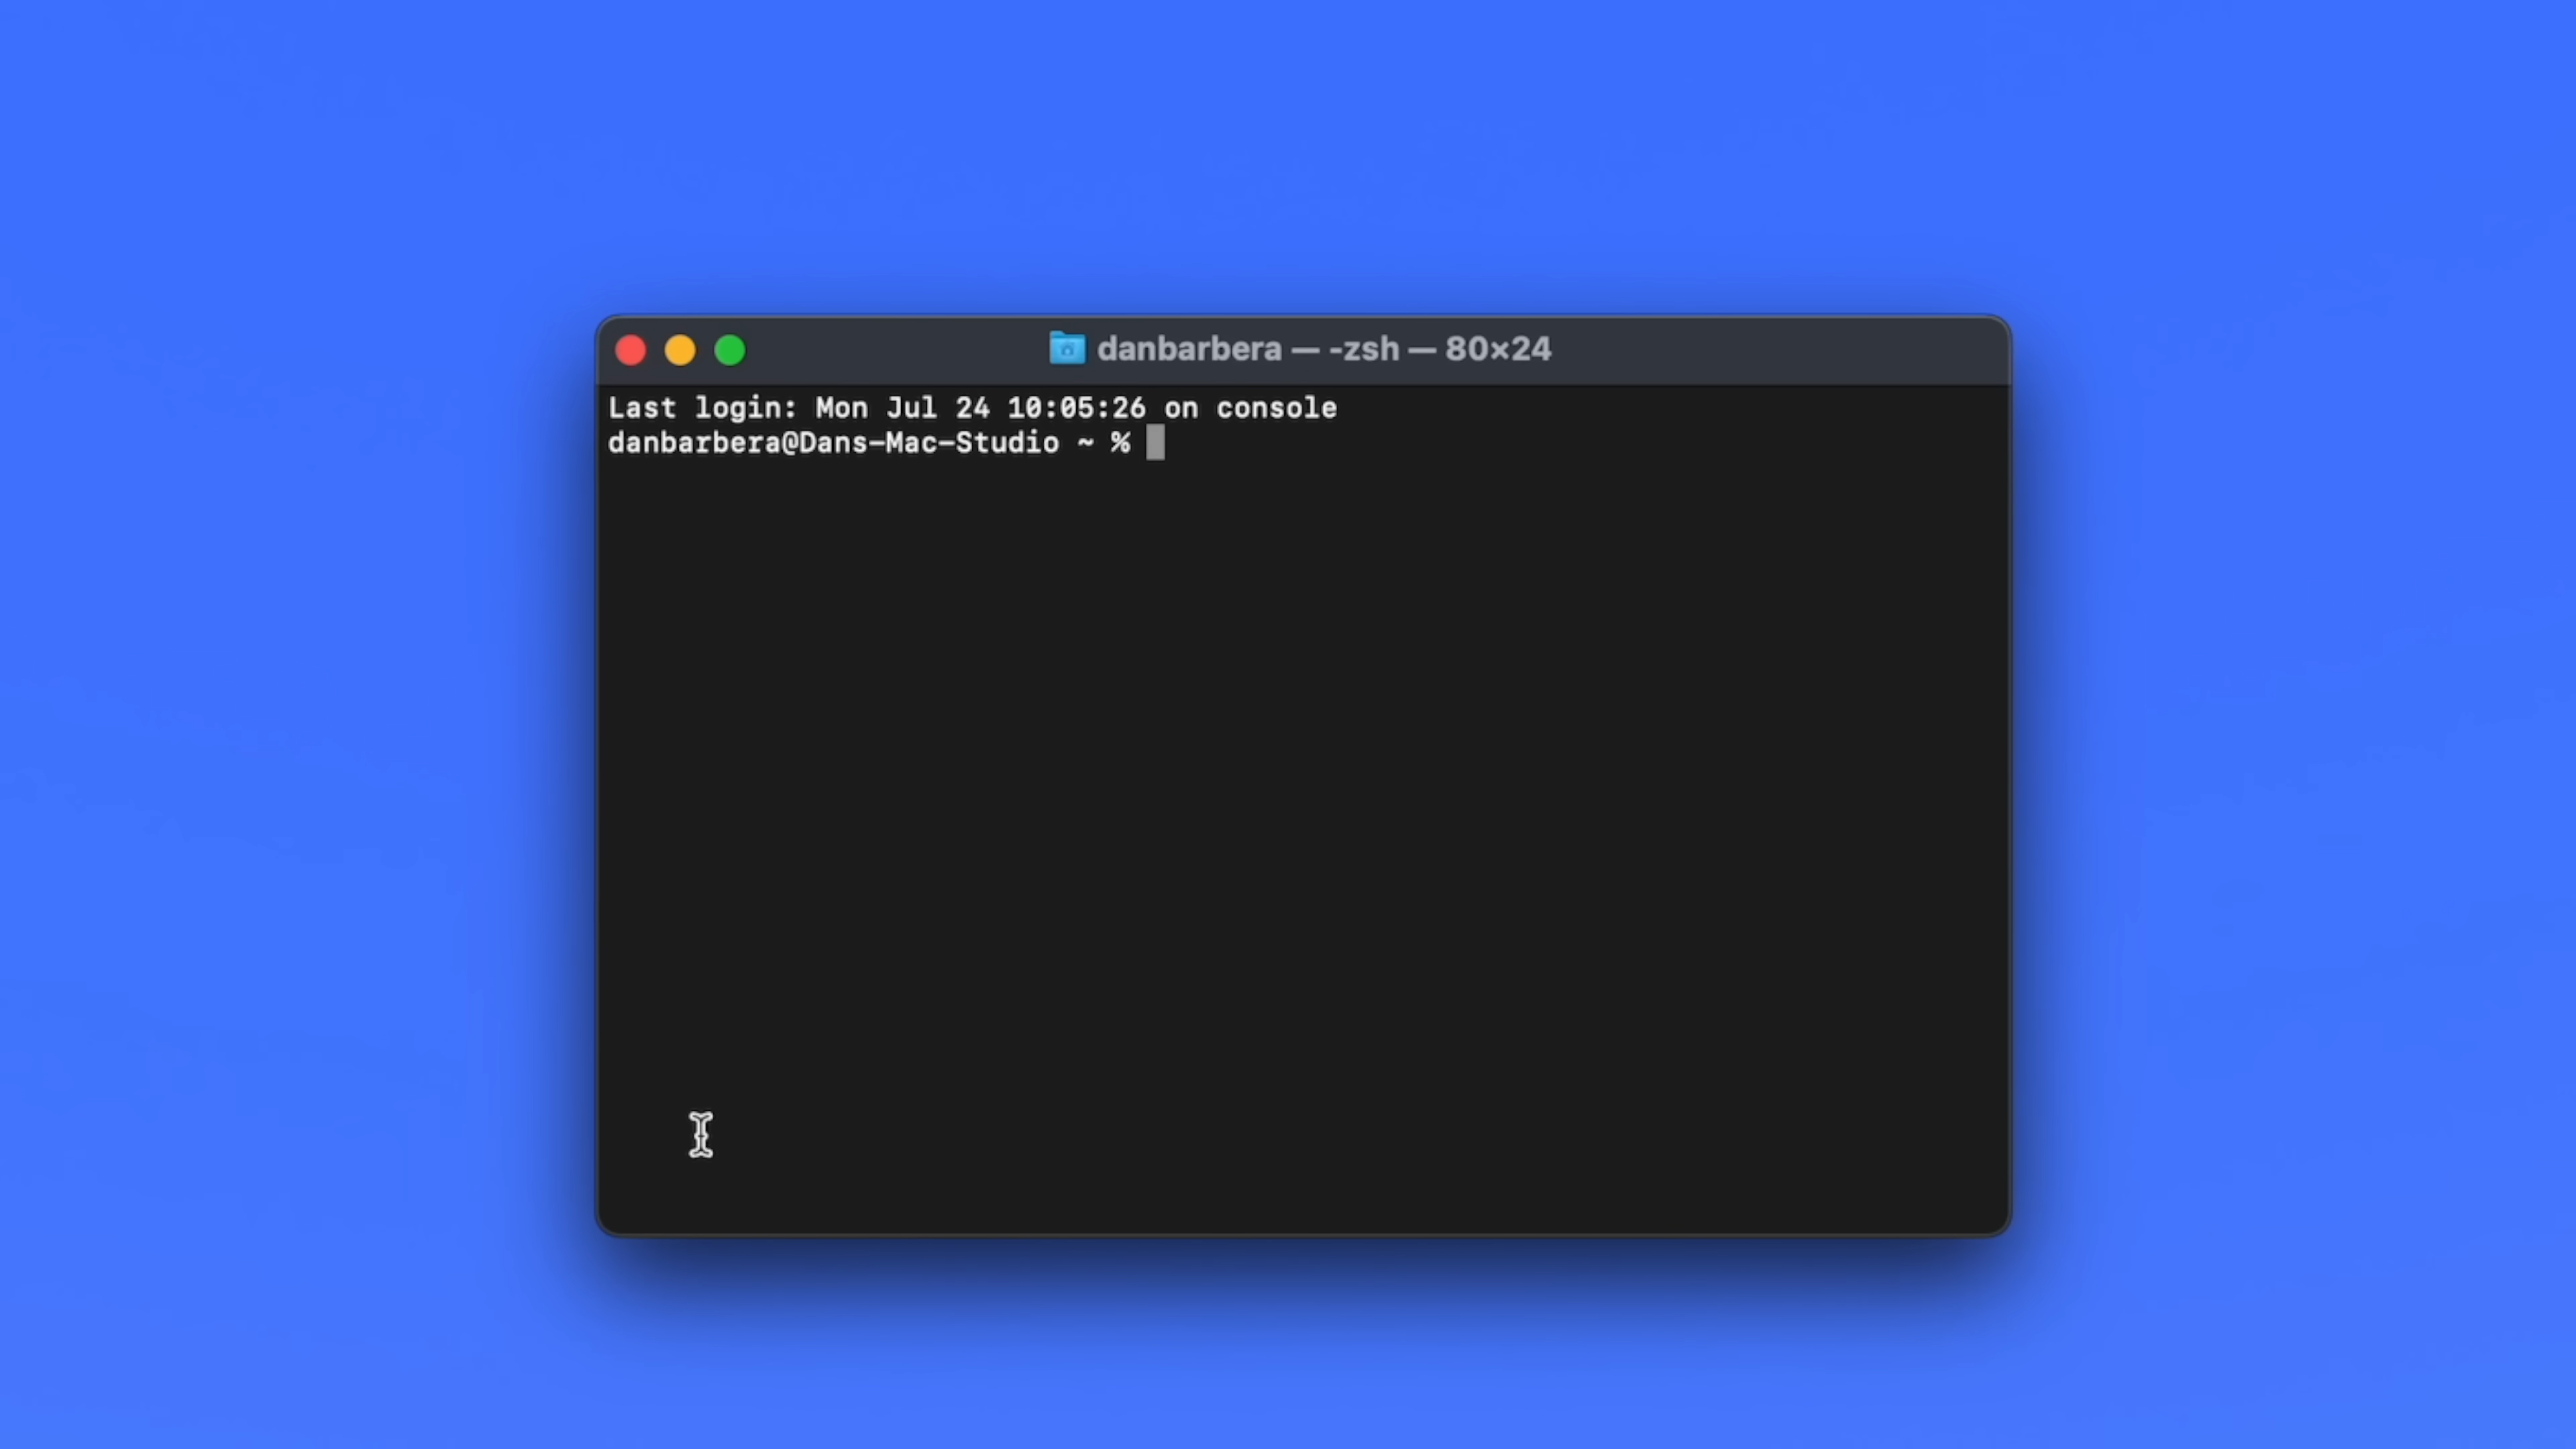 danbarbera — -zsh — 80×24
Last login: Mon Jul 24 10:05:26 on console
danbarbera@Dans-Mac-Studio ~ %